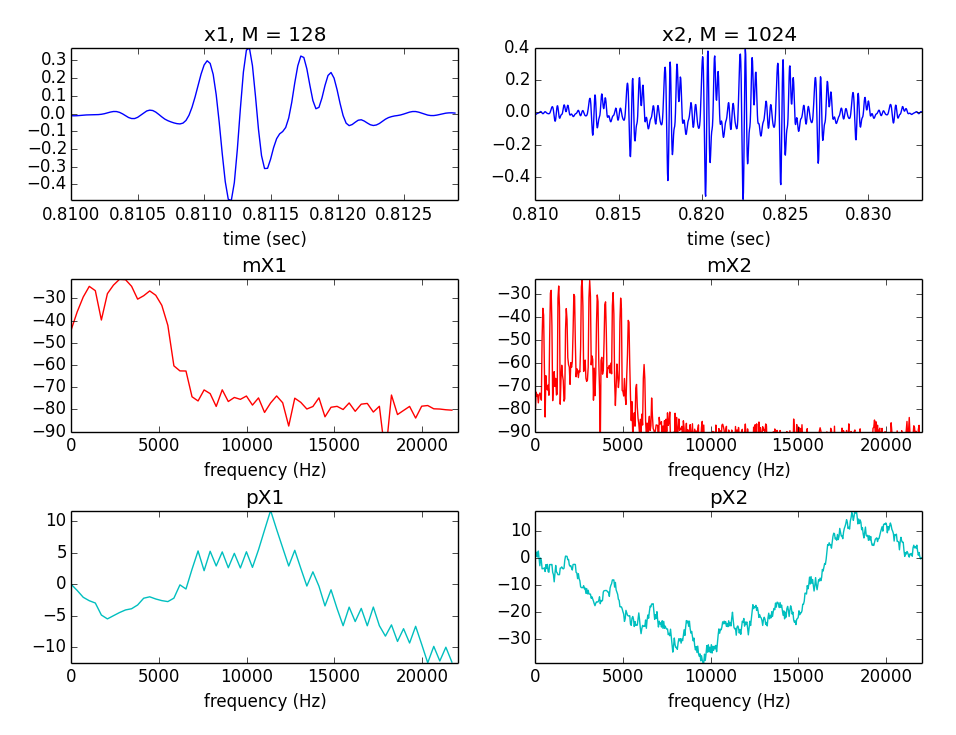 x1, M = 128
0.3
0.2
0.1
0.0
−0.1
−0.2
−0.3
−0.4
0.8100 0.8105 0.8110 0.8115 0.8120 0.8125
time (sec)
x2, M = 1024
0.4
0.2
0.0
−0.2
−0.4
0.810 0.815 0.820 0.825 0.830
time (sec)
mX1
−30
−40
−50
−60
−70
−80
−90
0 5000 10000 15000 20000
frequency (Hz)
mX2
−30
−40
−50
−60
−70
−80
−90
0 5000 10000 15000 20000
frequency (Hz)
pX1
10
5
0
−5
−10
0 5000 10000 15000 20000
frequency (Hz)
pX2
10
0
−10
−20
−30
0 5000 10000 15000 20000
frequency (Hz)